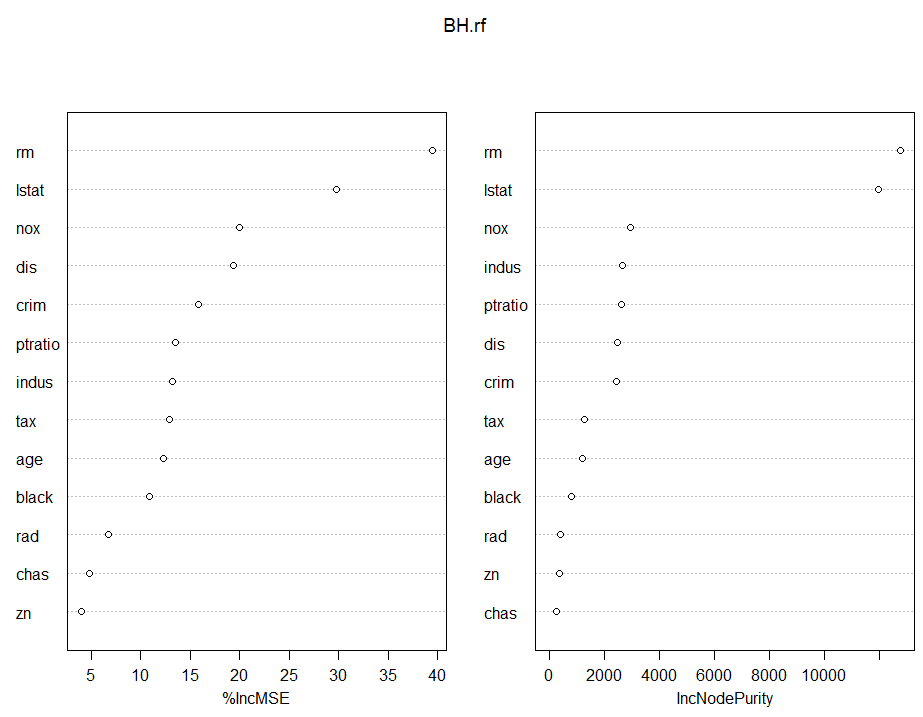 BH.rf
rm
lstat
nox
dis
crim
ptratio
indus
tax
age
black
rad
chas
zn
5 10 15 20 25 30 35 40
%IncMSE
rm
lstat
nox
indus
ptratio
dis
crim
tax
age
black
rad
zn
chas
0 2000 4000 6000 8000 10000
IncNodePurity